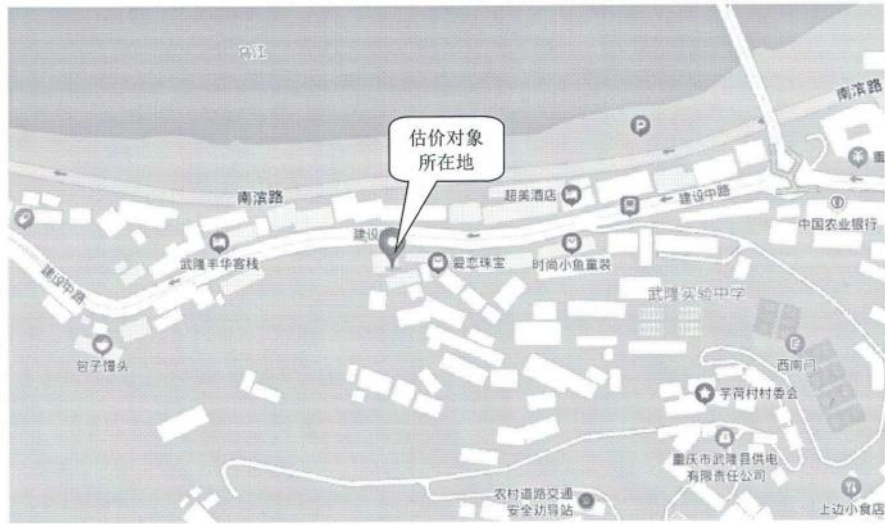 乌江
南滨路
估价对象
所在地
南滨路
超美酒店
建设中路
中国农业银行
建设
武隆丰华客栈
爱恋珠宝
时尚小鱼童装
建设中路
武隆实验中学
包子馒头
西南门
芋荷村村委会
重庆市武隆县供电
有限责任公司
农村道路交通
安全劝导站
上边小食店